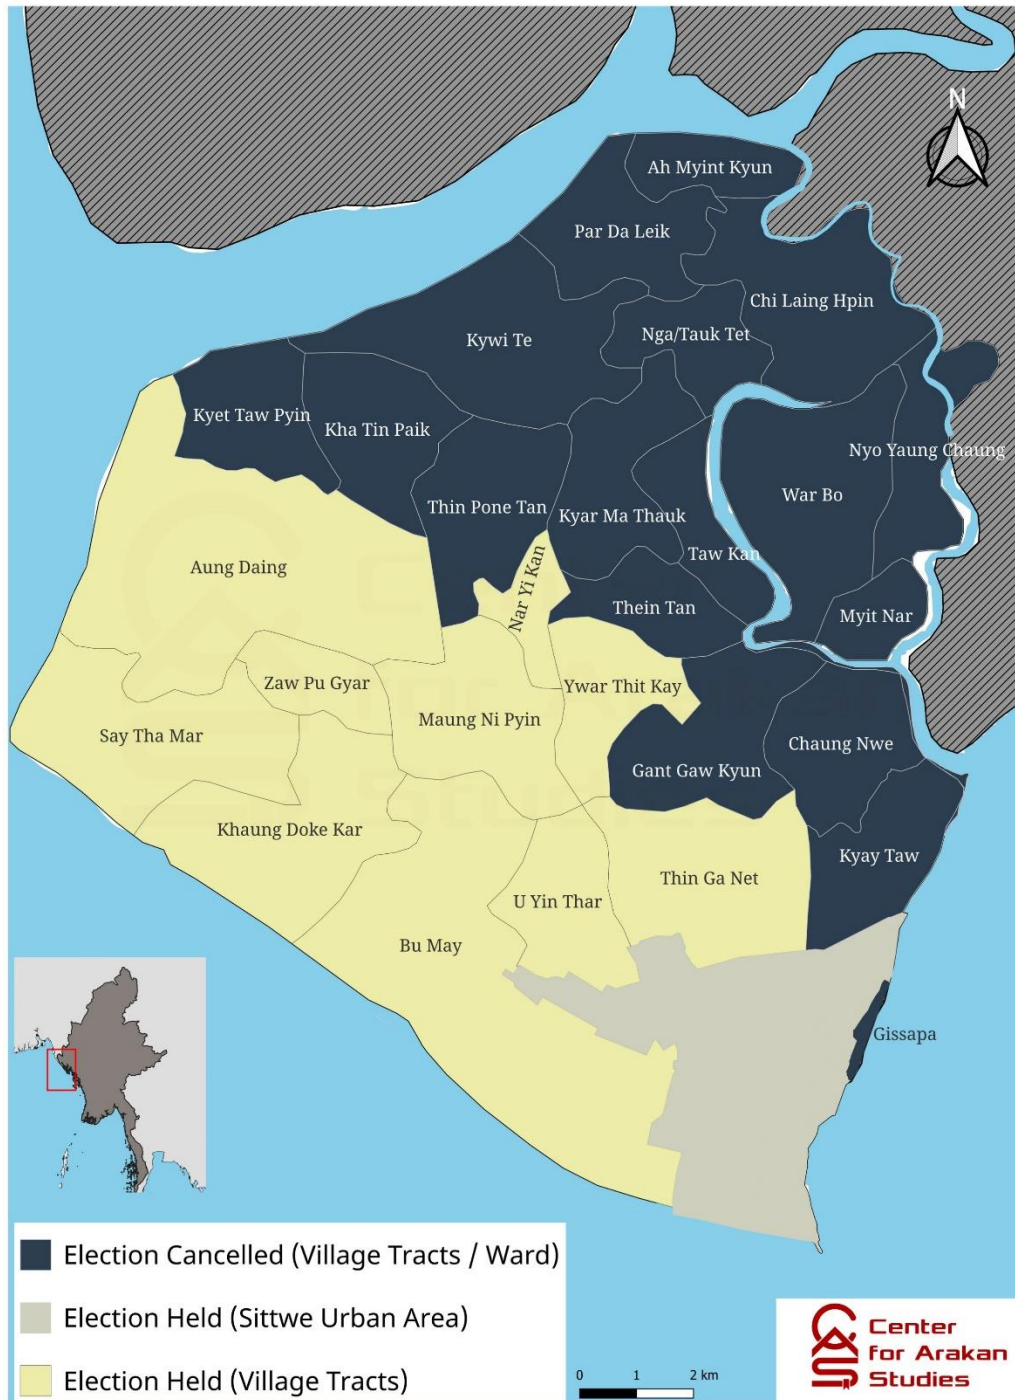 N
Ah Myint Kyun
Par Da Leik
Chi Laing Hpin
Nga/Tauk Tet
Kywi Te
Kyet Taw Pyin
Kha Tin Paik
Nyo Yaung Chaung
War Bo
Thin Pone Tan
Kyar Ma Thauk
Taw Kan
Aung Daing
Nar Yi Kan
Thein Tan
Myit Nar
Zaw Pu Gyar
Ywar Thit Kay
Maung Ni Pyin
Say Tha Mar
Chaung Nwe
Gant Gaw Kyun
Khaung Doke Kar
Kyay Taw
Thin Ga Net
U Yin Thar
Bu May
Gissapa
Election Cancelled (Village Tracts / Ward)
Election Held (Sittwe Urban Area)
Election Held (Village Tracts)
0 1 2 km
Center
for Arakan
Studies